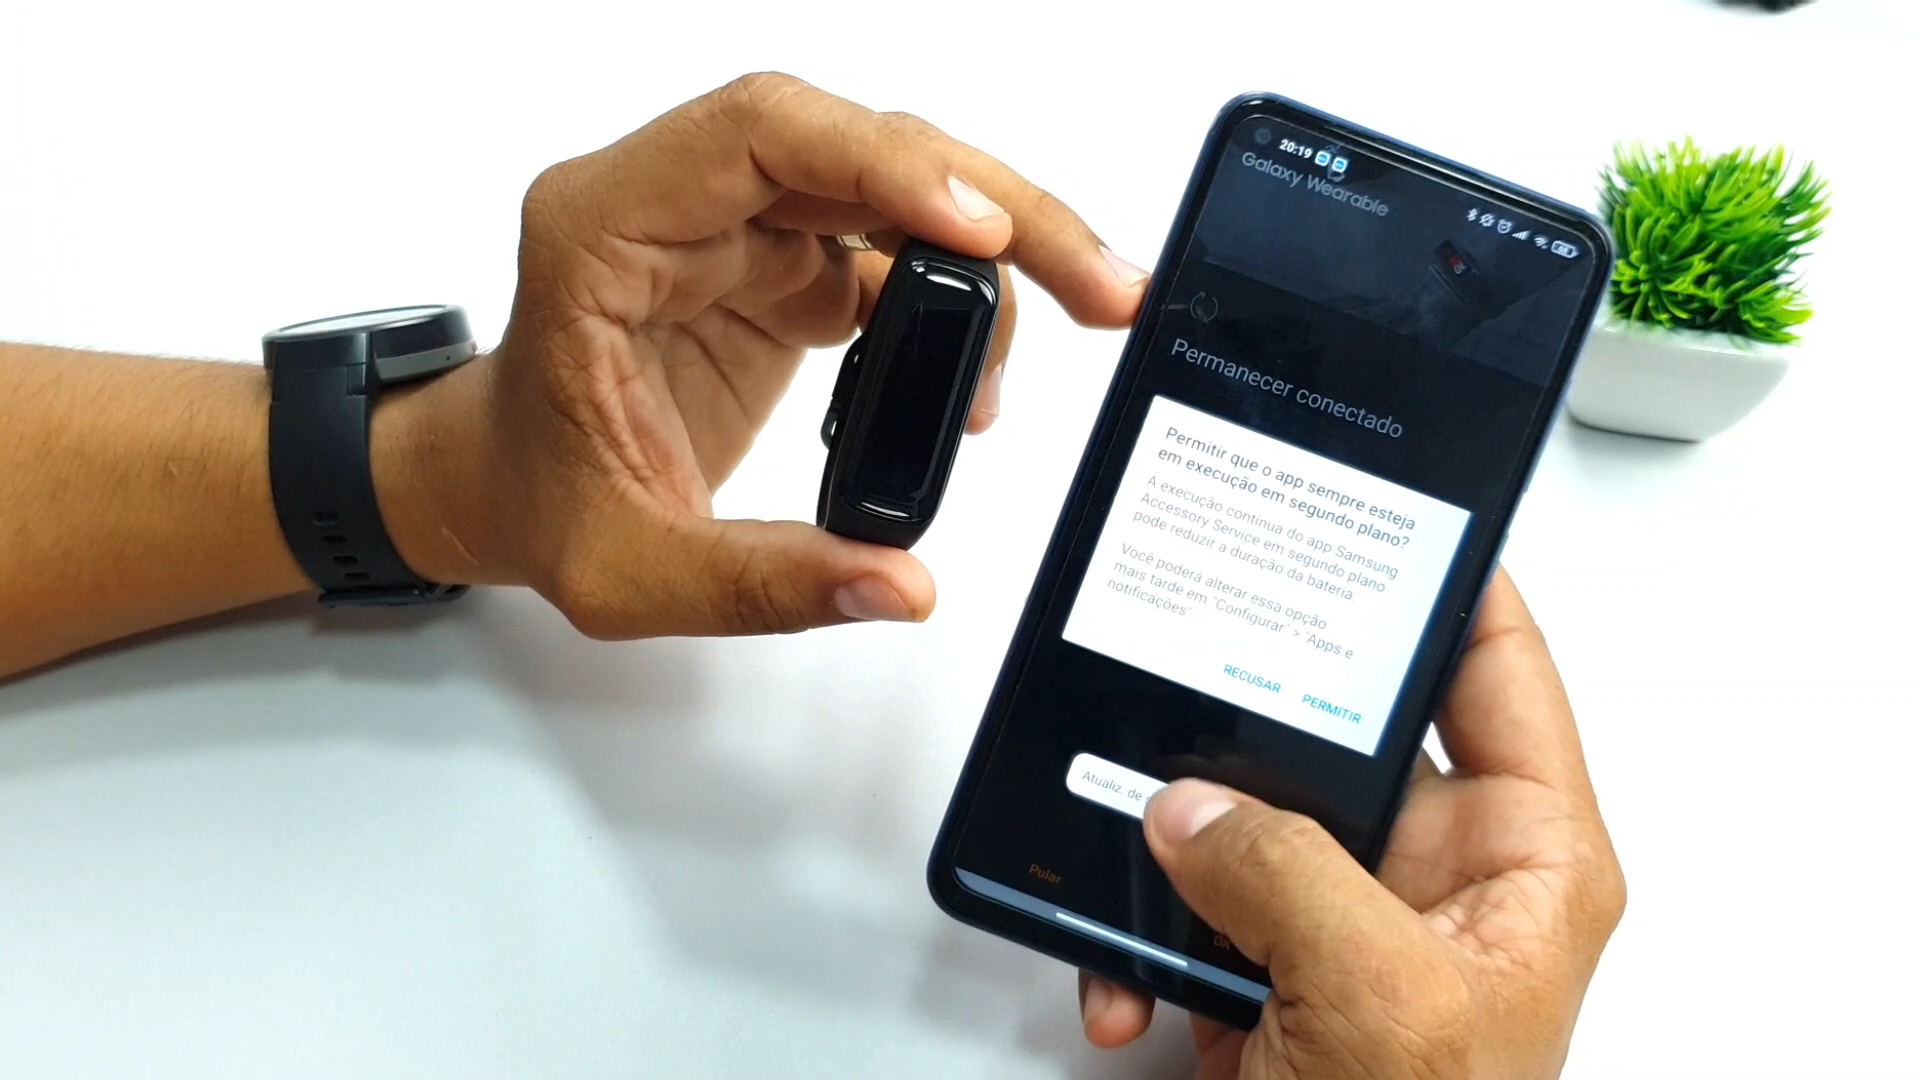 20:19
Galaxy Wearable
68
Permanecer conectado
Permitir que o app sempre esteja
em execução em segundo plano?
A execução contínua do app Samsung
Accessory Service em segundo plano
pode reduzir a duração da bateria.
Você poderá alterar essa opção
mais tarde em "Configurar" > "Apps e
notificações".
RECUSAR
PERMITIR
Atualiz. de
Pular
OK